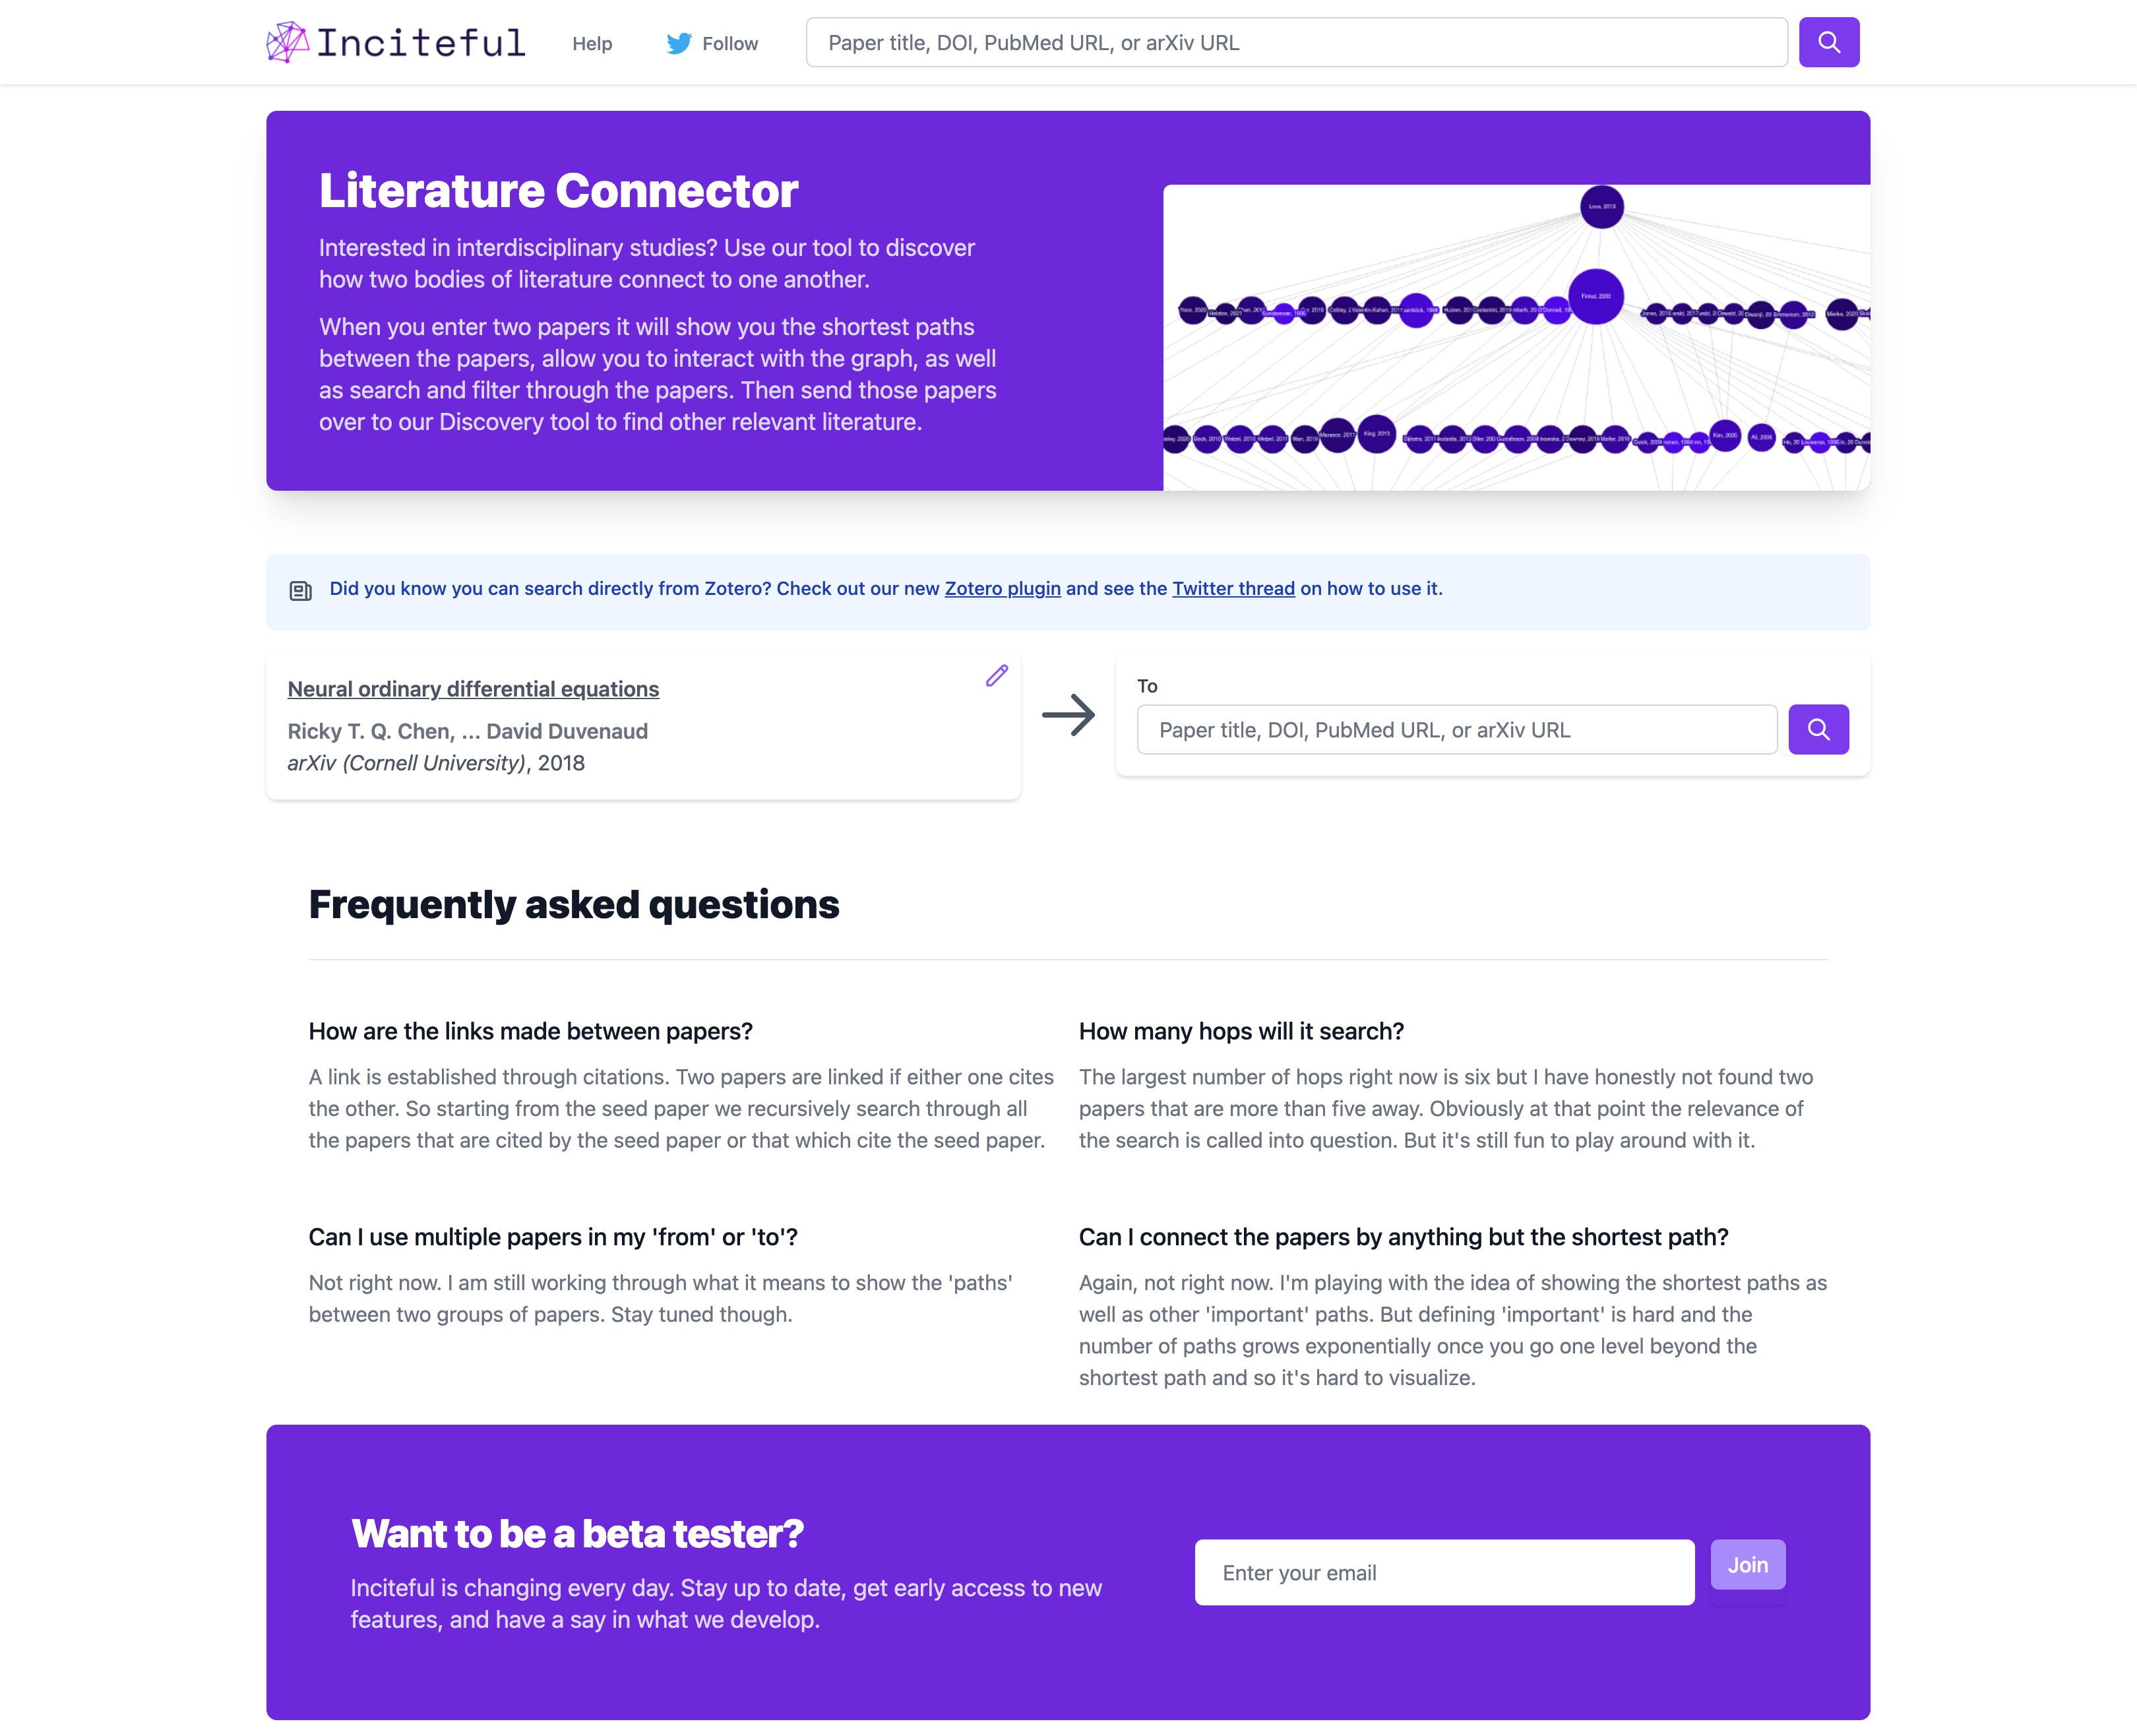 Inciteful
Help
Follow
Paper title, DOI, PubMed URL, or arXiv URL
Literature Connector
Interested in interdisciplinary studies? Use our tool to discover
how two bodies of literature connect to one another.
When you enter two papers it will show you the shortest paths
between the papers, allow you to interact with the graph, as well
as search and filter through the papers. Then send those papers
over to our Discovery tool to find other relevant literature.
King, 2015
Kim, 2005
Ali, 2006
Did you know you can search directly from Zotero? Check out our new Zotero plugin and see the Twitter thread on how to use it.
Neural ordinary differential equations
Ricky T. Q. Chen, ... David Duvenaud
arXiv (Cornell University), 2018
To
Paper title, DOI, PubMed URL, or arXiv URL
Frequently asked questions
How are the links made between papers?
A link is established through citations. Two papers are linked if either one cites
the other. So starting from the seed paper we recursively search through all
the papers that are cited by the seed paper or that which cite the seed paper.
How many hops will it search?
The largest number of hops right now is six but I have honestly not found two
papers that are more than five away. Obviously at that point the relevance of
the search is called into question. But it's still fun to play around with it.
Can I use multiple papers in my 'from' or 'to'?
Not right now. I am still working through what it means to show the 'paths'
between two groups of papers. Stay tuned though.
Can I connect the papers by anything but the shortest path?
Again, not right now. I'm playing with the idea of showing the shortest paths as
well as other 'important' paths. But defining 'important' is hard and the
number of paths grows exponentially once you go one level beyond the
shortest path and so it's hard to visualize.
Want to be a beta tester?
Inciteful is changing every day. Stay up to date, get early access to new
features, and have a say in what we develop.
Enter your email
Join